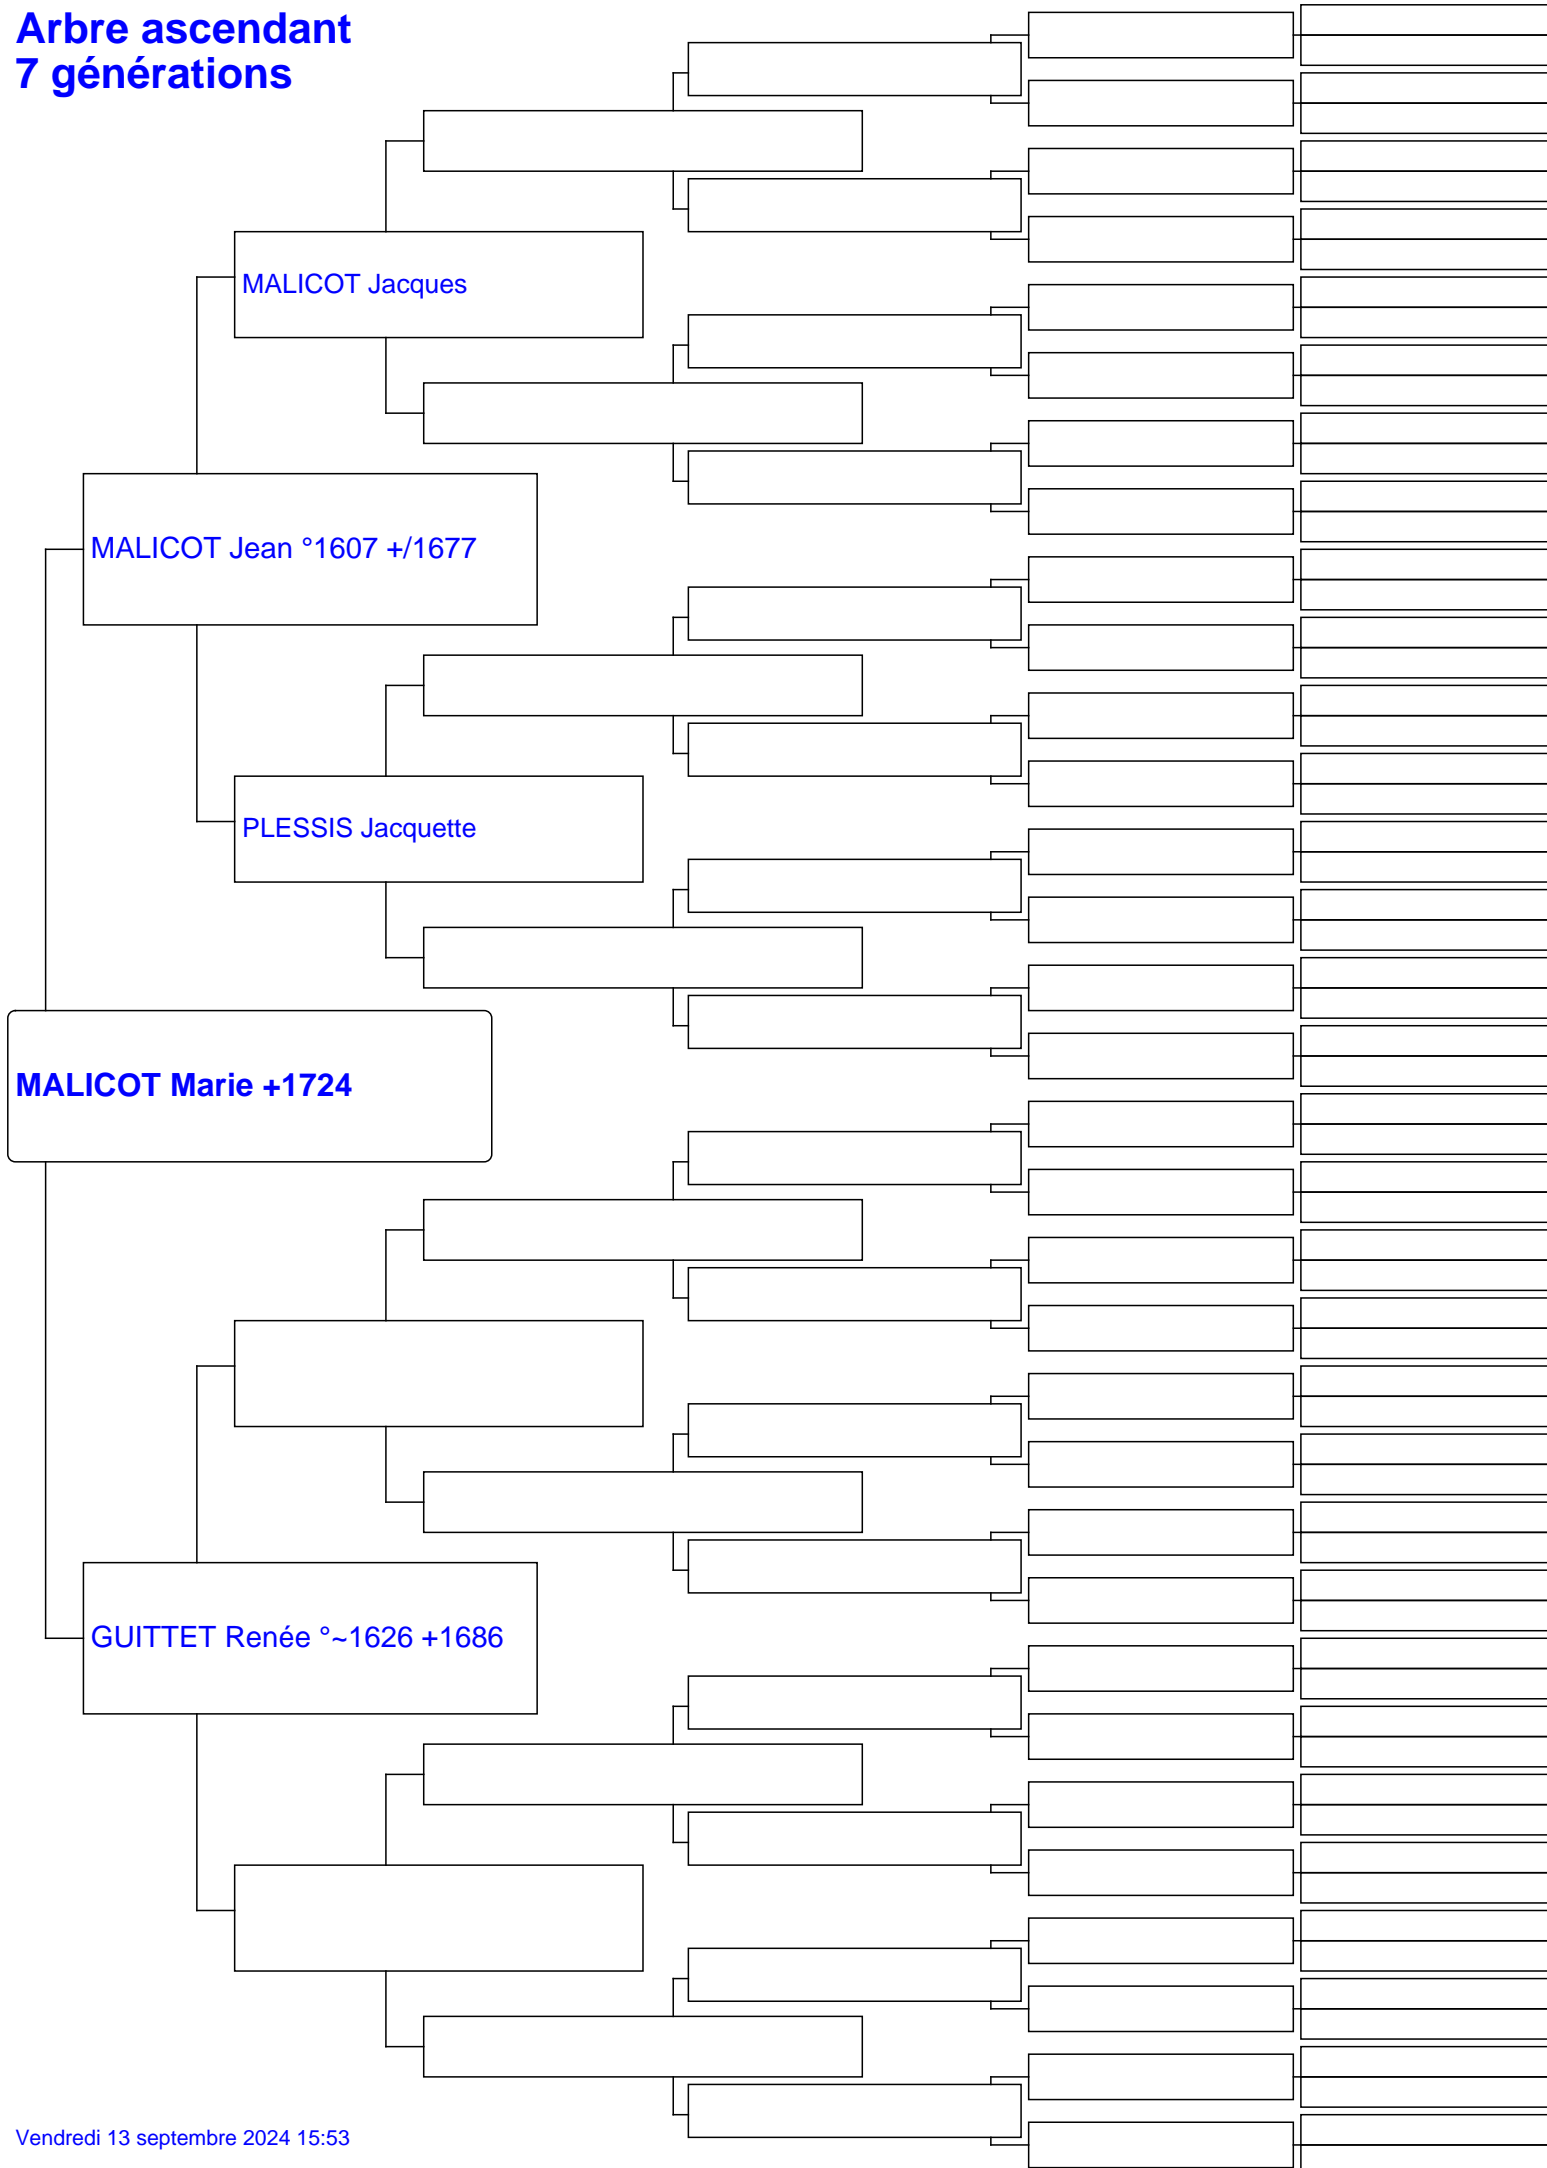 Arbre ascendant
7 générations
MALICOT Jacques
MALICOT Jean °1607 +/1677
PLESSIS Jacquette
MALICOT Marie +1724
GUITTET Renée °~1626 +1686
Vendredi 13 septembre 2024 15:53